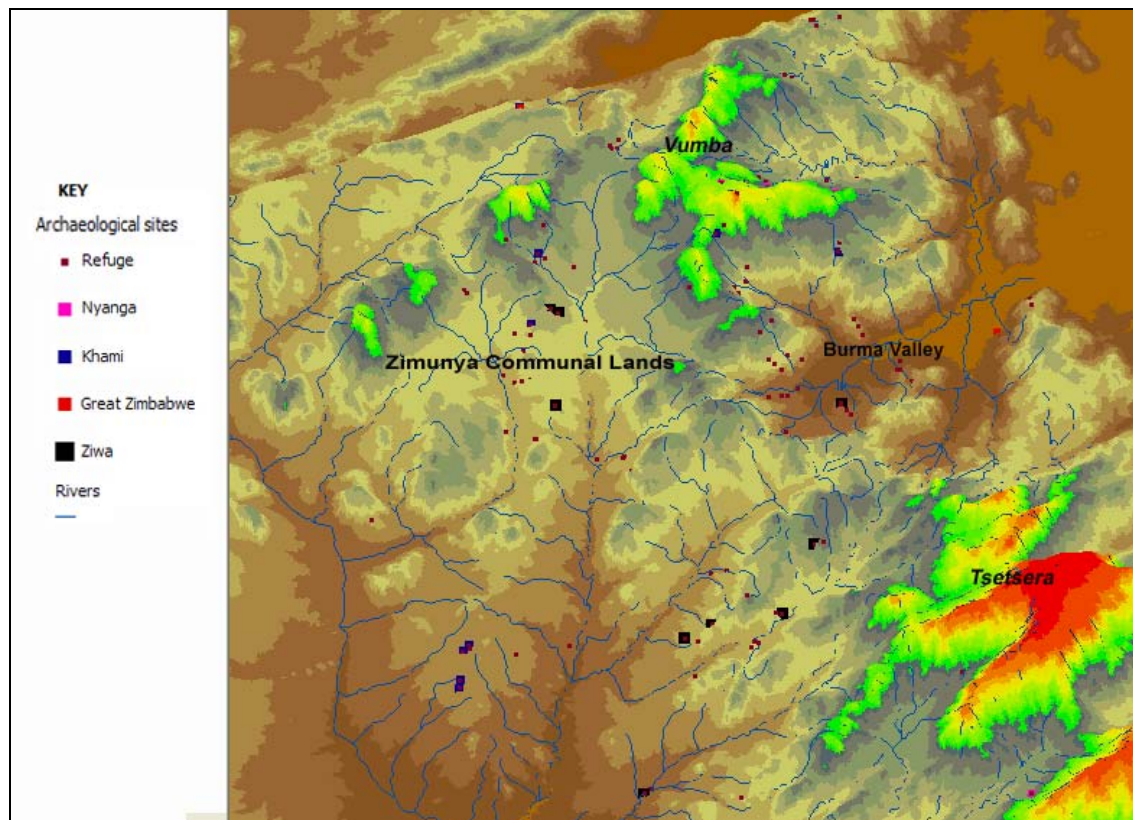 KEY
Archaeological sites
Refuge
Nyanga
Khami
Great Zimbabwe
Ziwa
Rivers
Vumba
Zimunya Communal Lands
Burma Valley
Tsetsera